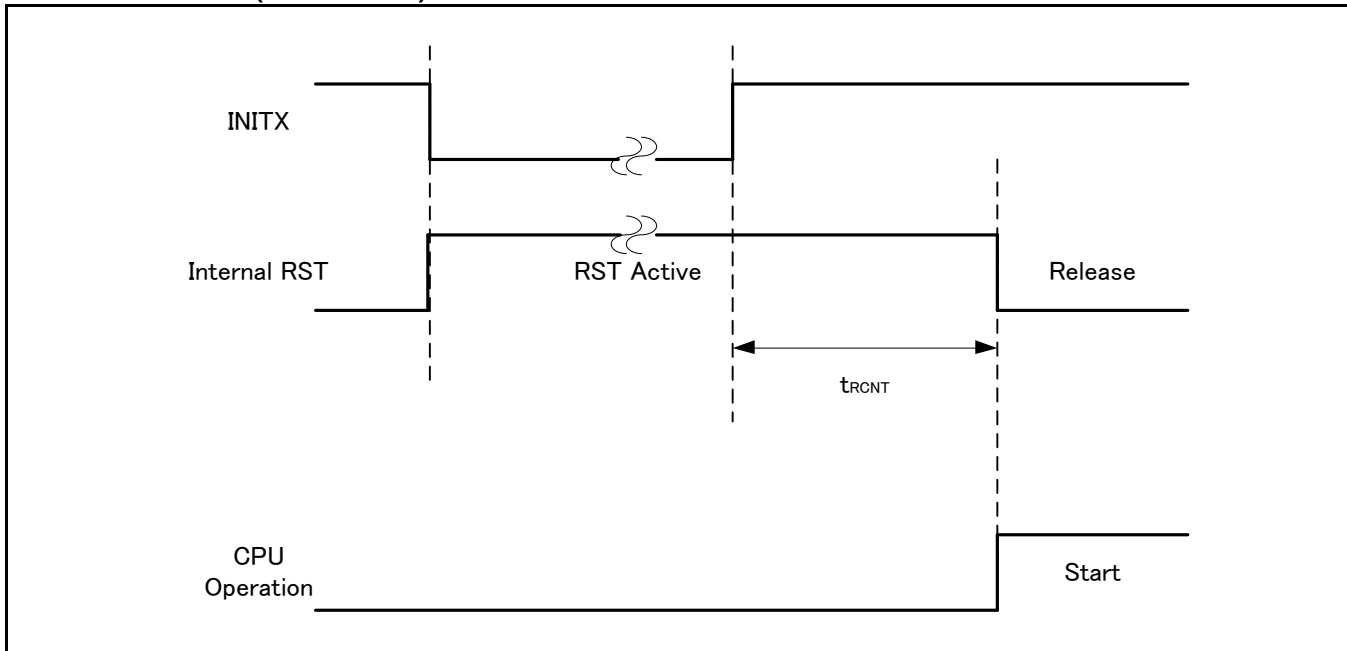 INITX
Internal RST
RST Active
Release
tRCNT
CPU
Operation
Start